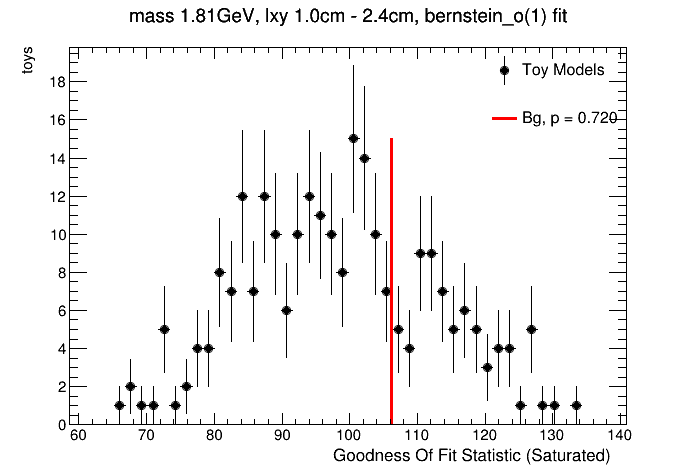 mass 1.81GeV, lxy 1.0cm - 2.4cm, bernstein_o(1) fit
toys
Toy Models
Bg, p = 0.720
18
16
14
12
10
8
6
4
2
0
60 70 80 90 100 110 120 130 140
Goodness Of Fit Statistic (Saturated)